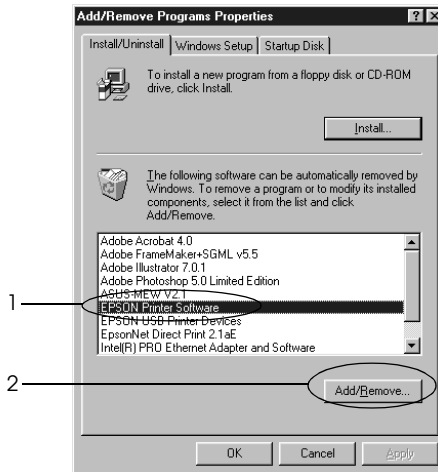 Add/Remove Programs Properties
Install/Uninstall Windows Setup Startup Disk
To install a new program from a floppy disk or CD-ROM
drive, click Install.
Install...
The following software can be automatically removed by
Windows. To remove a program or to modify its installed
components, select it from the list and click
Add/Remove.
Adobe Acrobat 4.0
Adobe FrameMaker+SGML v5.5
Adobe Illustrator 7.0.1
Adobe Photoshop 5.0 Limited Edition
ASUS-MEW V2.1
1 EPSON Printer Software
EPSON USB Printer Devices
EpsonNet Direct Print 2.1aE
Intel(R) PRO Ethernet Adapter and Software
2 Add/Remove...
OK Cancel Apply